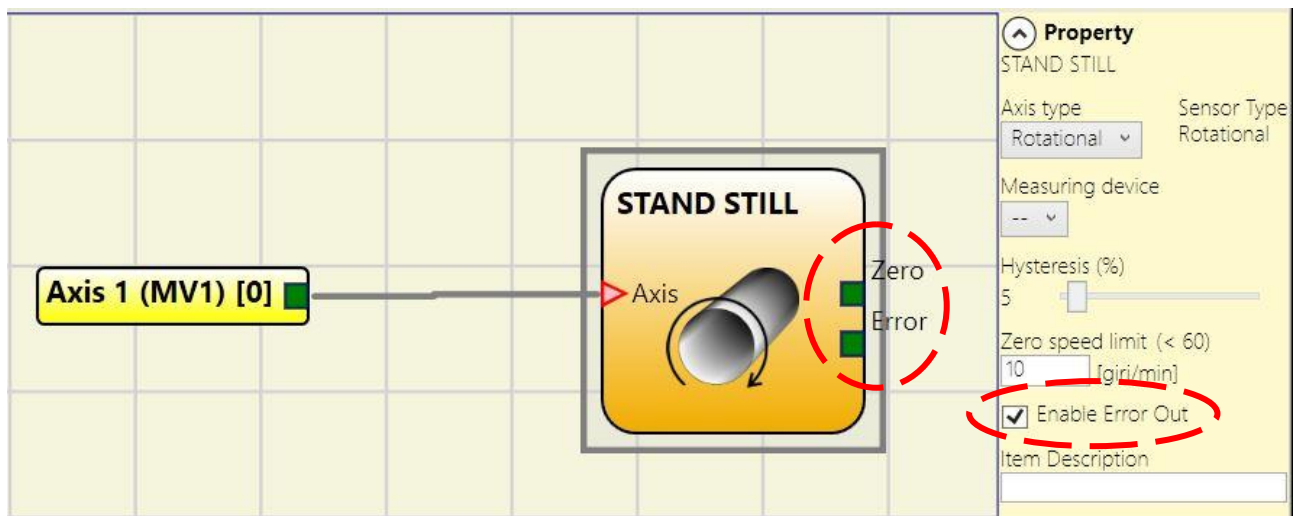 Axis 1 (MV1) [0]
STAND STILL
Axis
Zero
Error
Property
STAND STILL
Axis type Sensor Type
Rotational Rotational
Measuring device
--
Hysteresis (%)
5
Zero speed limit (< 60)
10 [giri/min]
Enable Error Out
Item Description